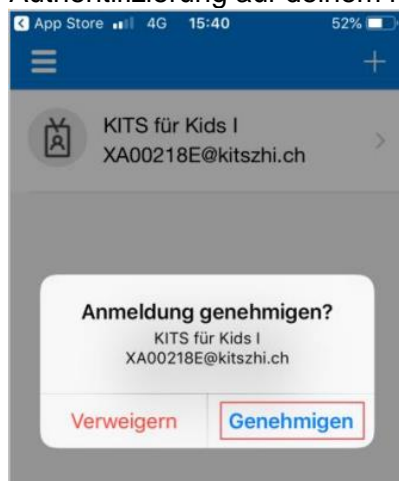 App Store 4G 15:40 52%
KITS für Kids I
XA00218E@kitszhi.ch
Anmeldung genehmigen?
KITS für Kids I
XA00218E@kitszhi.ch
Verweigern Genehmigen